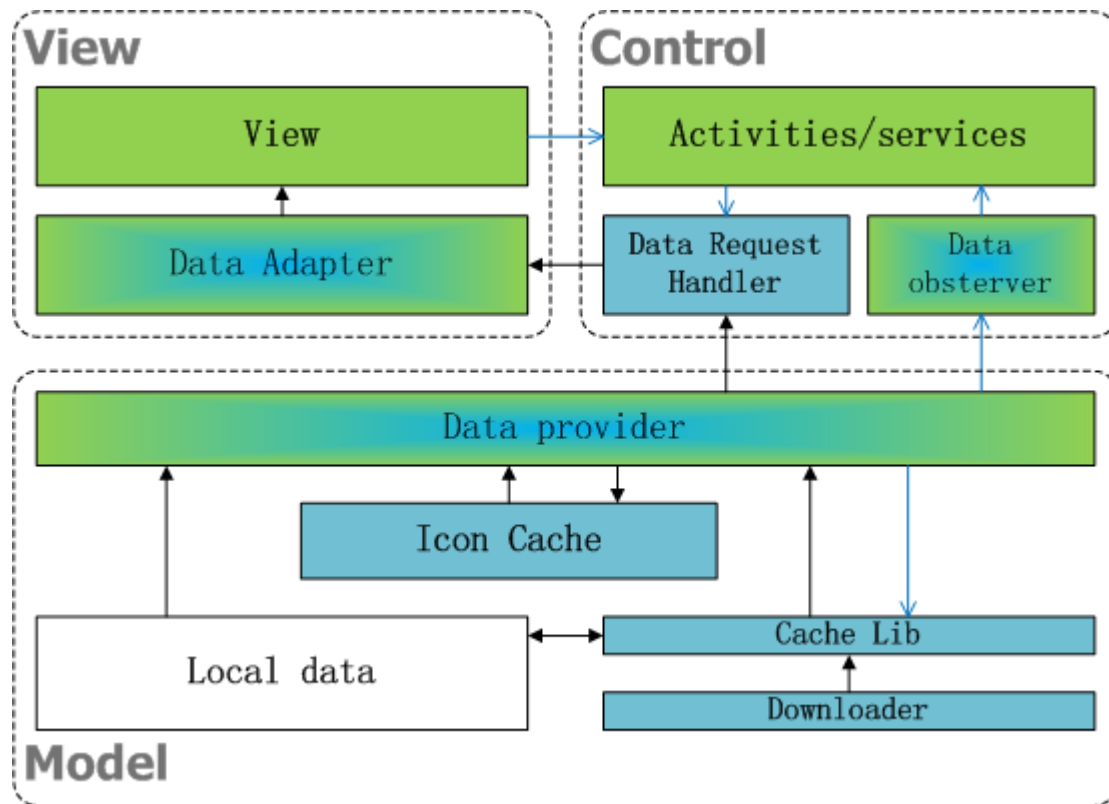 View
Control
View
Activities/services
Data Adapter
Data Request
Handler
Data
obsterver
Data provider
Icon Cache
Local data
Cache Lib
Downloader
Model